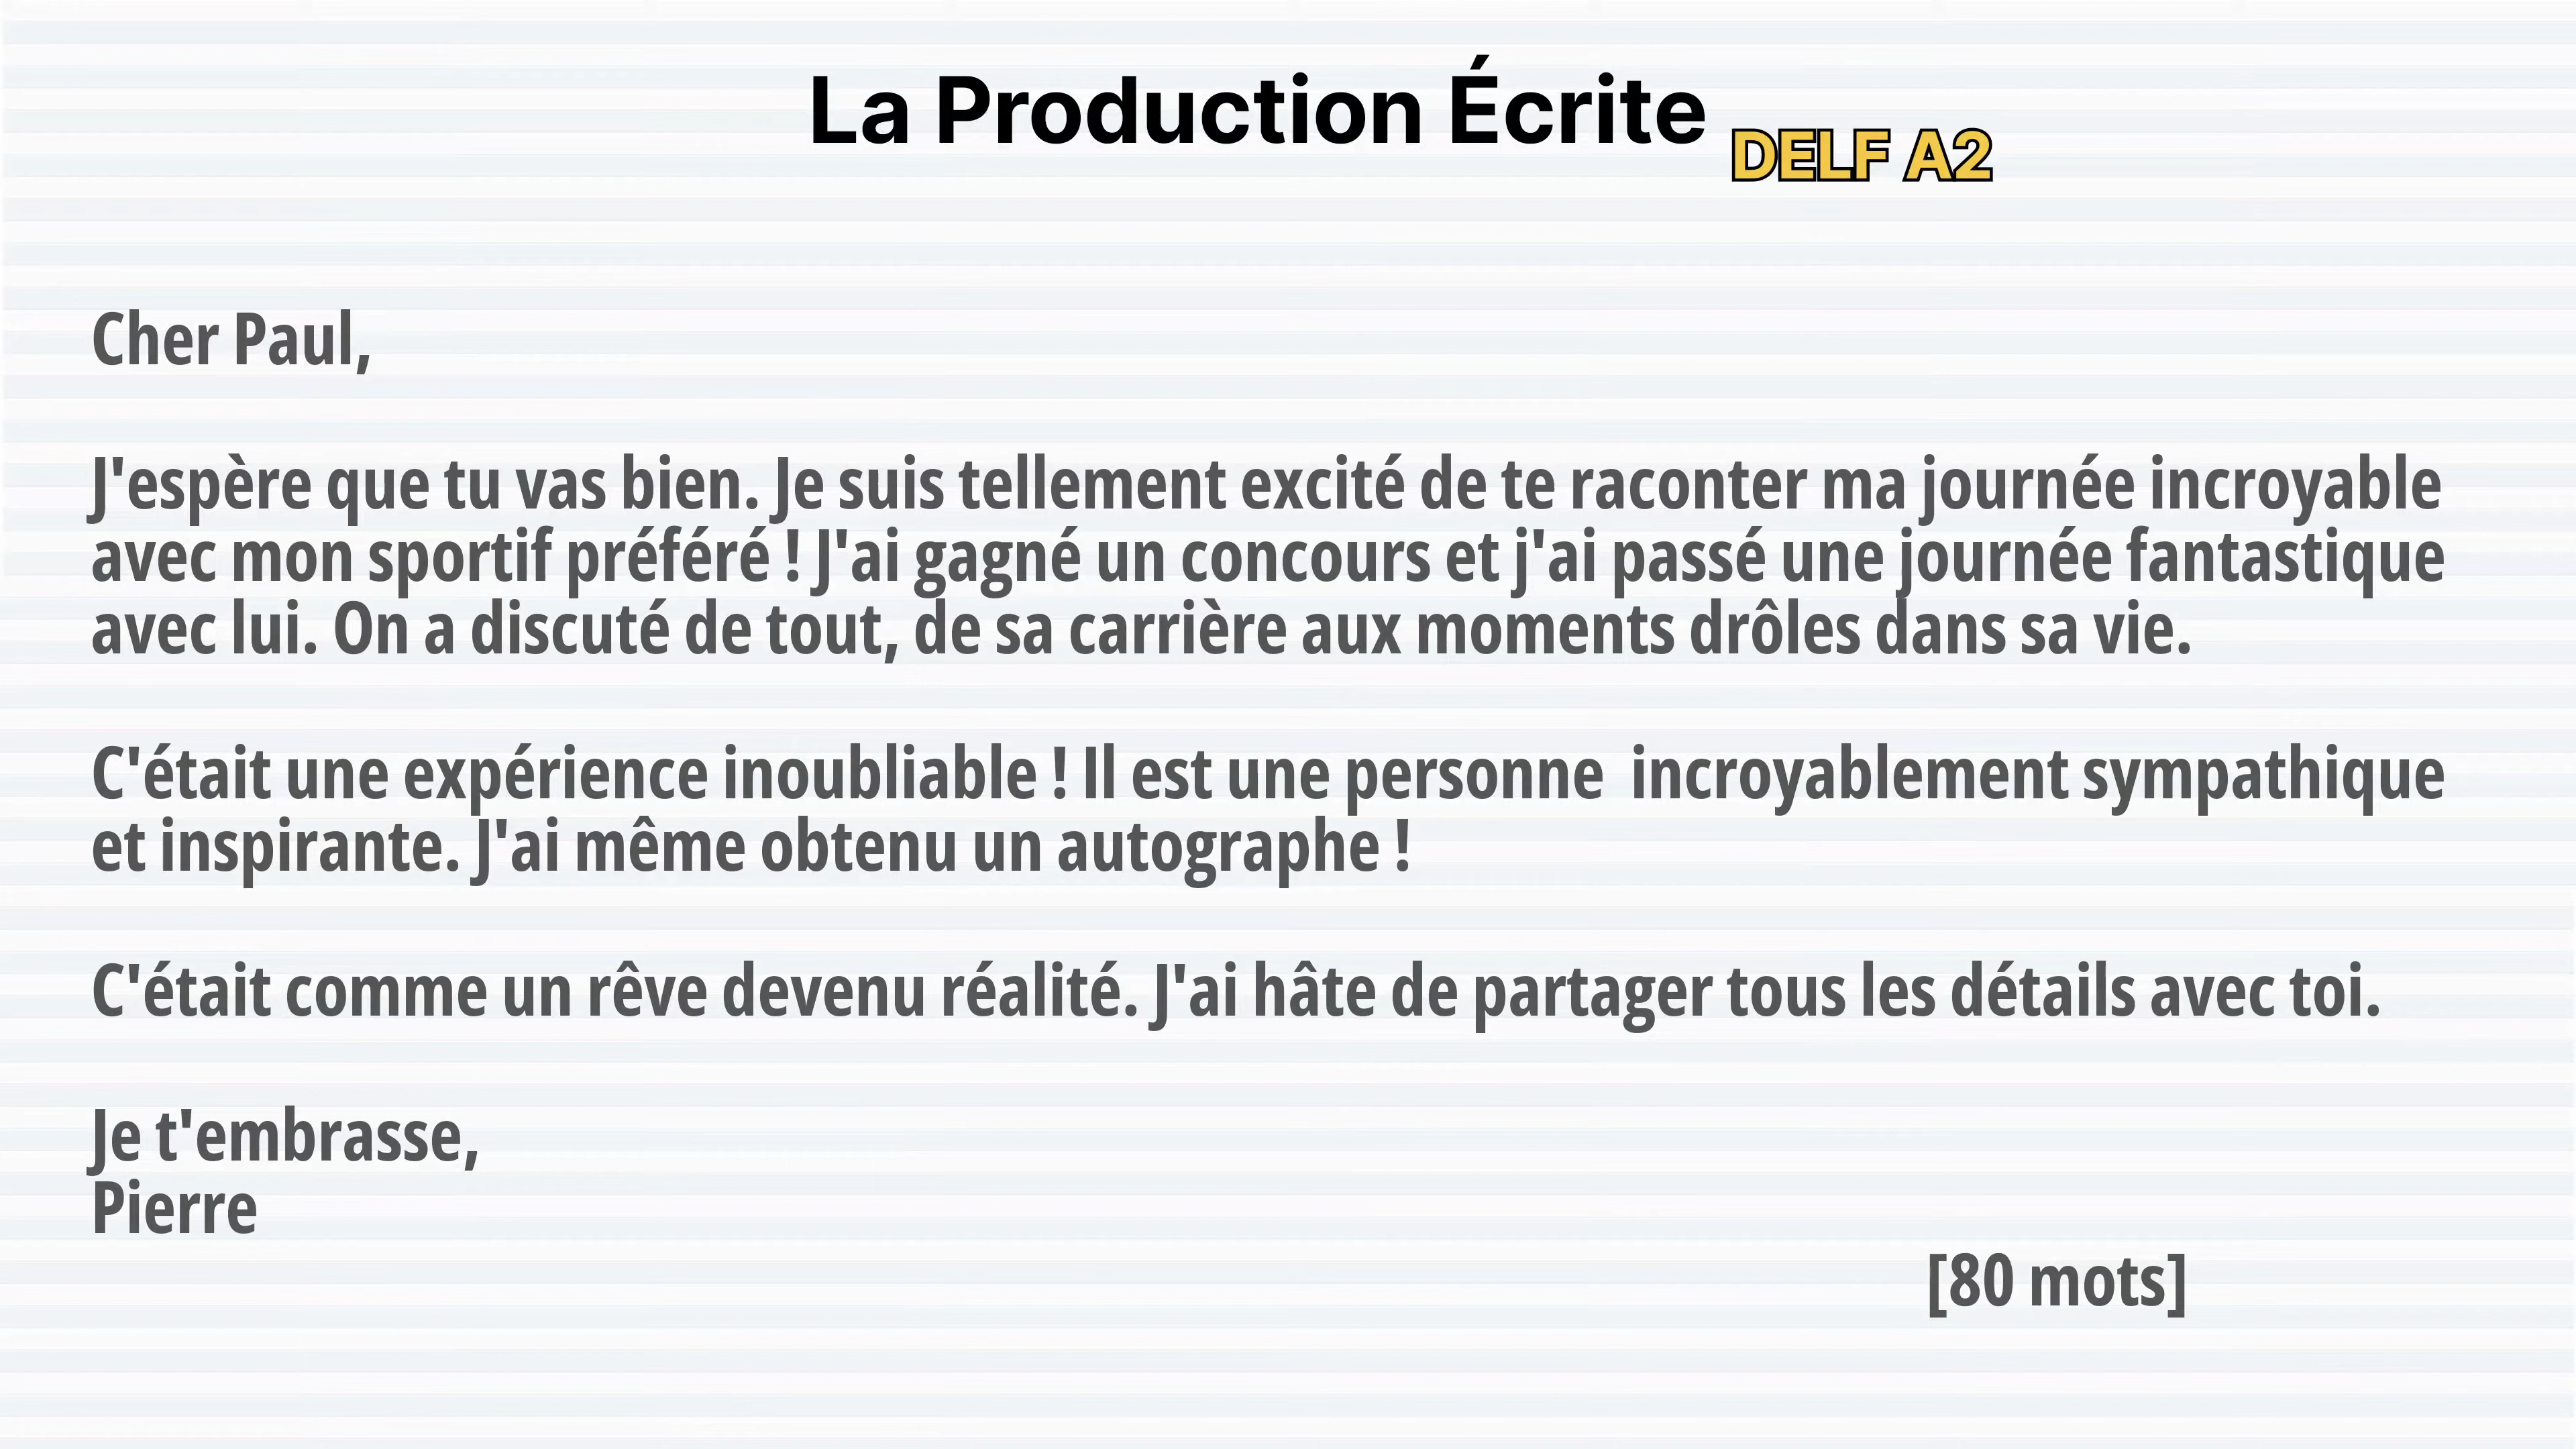 La Production Écrite
DELF A2
Cher Paul,
J'espère que tu vas bien. Je suis tellement excité de te raconter ma journée incroyable
avec mon sportif préféré ! J'ai gagné un concours et j'ai passé une journée fantastique
avec lui. On a discuté de tout, de sa carrière aux moments drôles dans sa vie.
C'était une expérience inoubliable ! Il est une personne  incroyablement sympathique
et inspirante. J'ai même obtenu un autographe !
C'était comme un rêve devenu réalité. J'ai hâte de partager tous les détails avec toi.
Je t'embrasse,
Pierre
[80 mots]